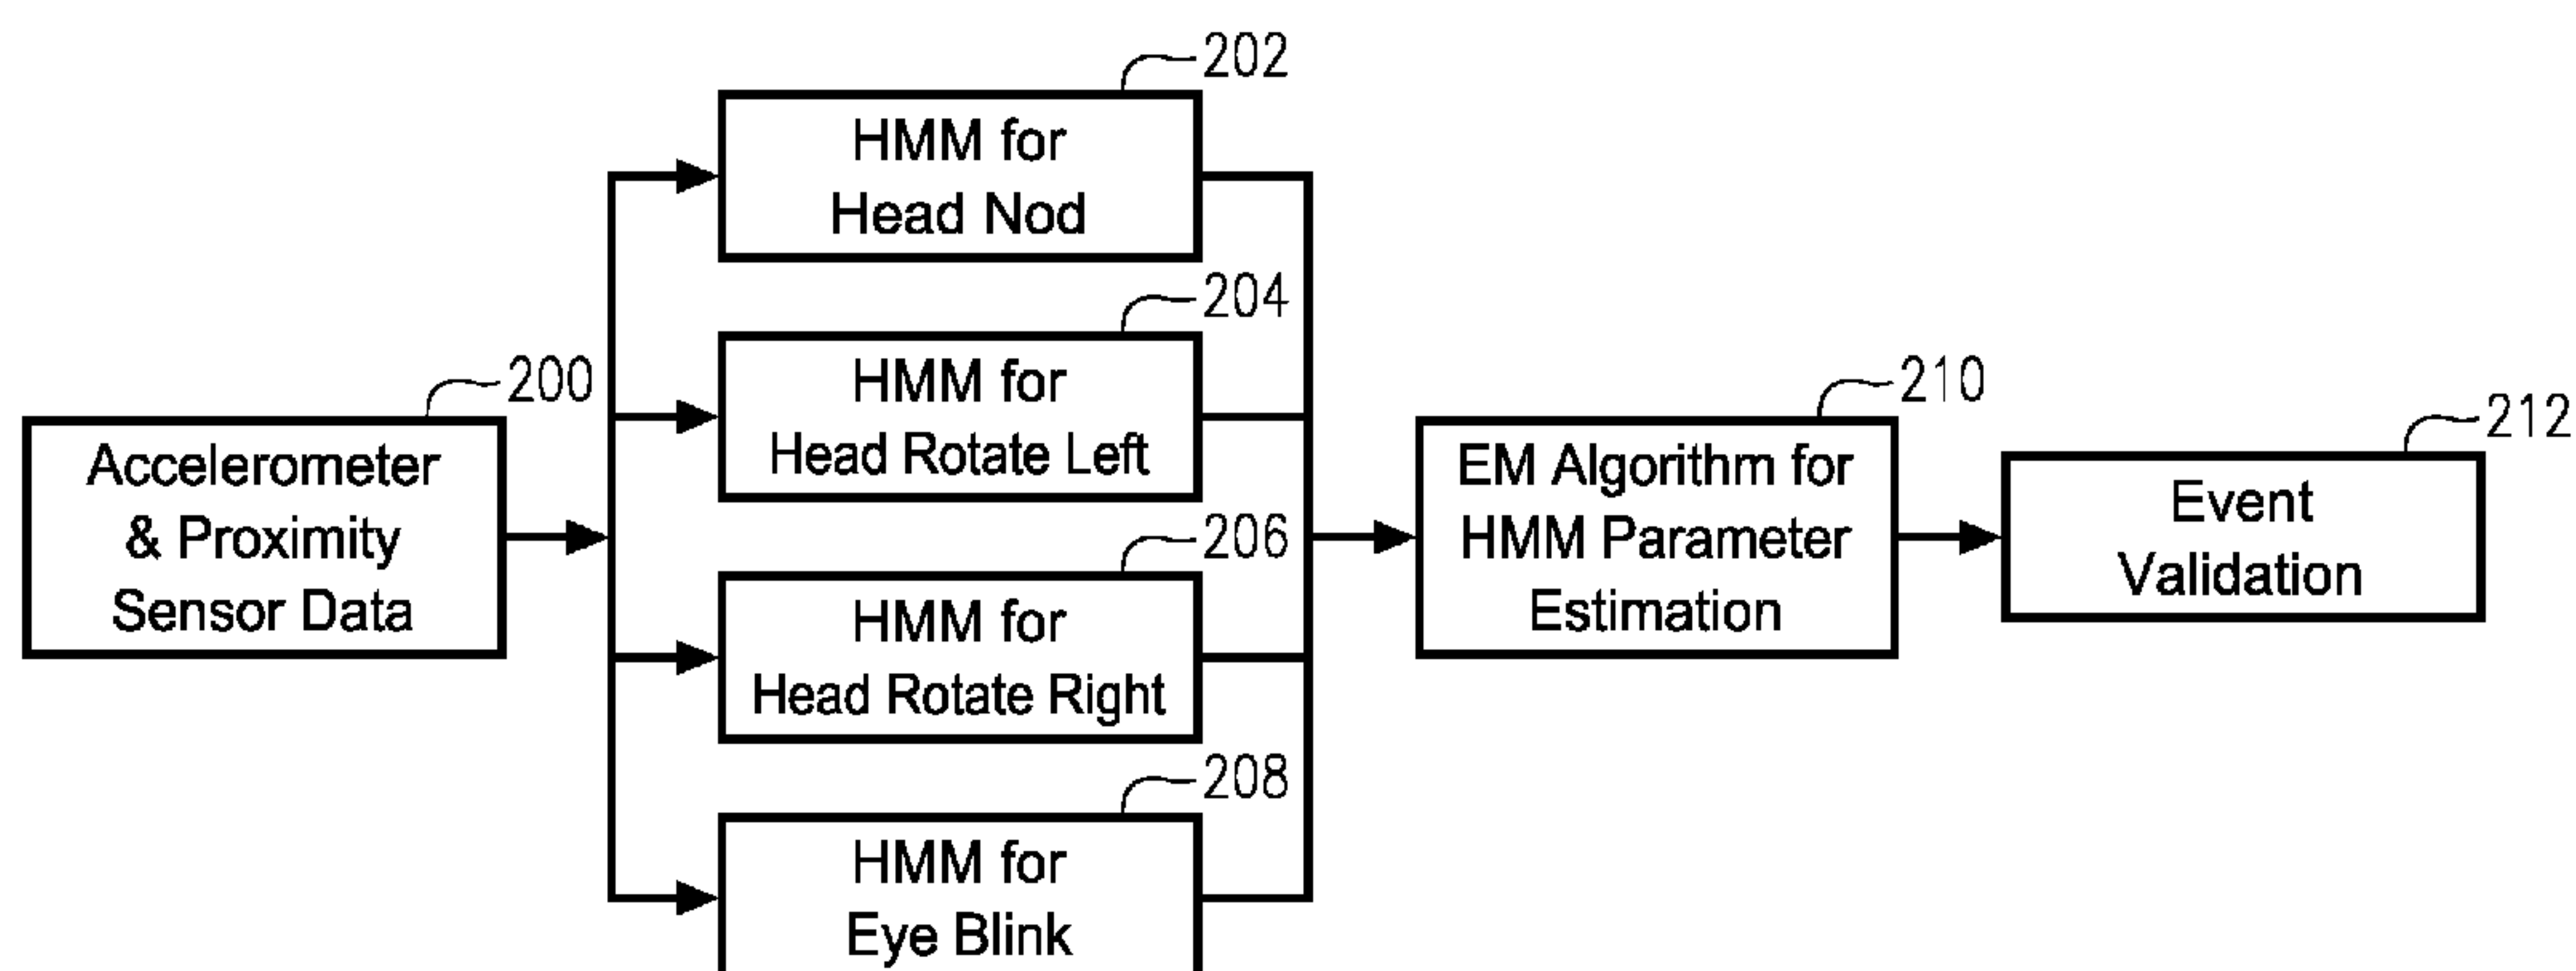 202
HMM for
Head Nod
204
HMM for
Head Rotate Left
200
Accelerometer
& Proximity
Sensor Data
206
HMM for
Head Rotate Right
208
HMM for
Eye Blink
210
EM Algorithm for
HMM Parameter
Estimation
212
Event
Validation